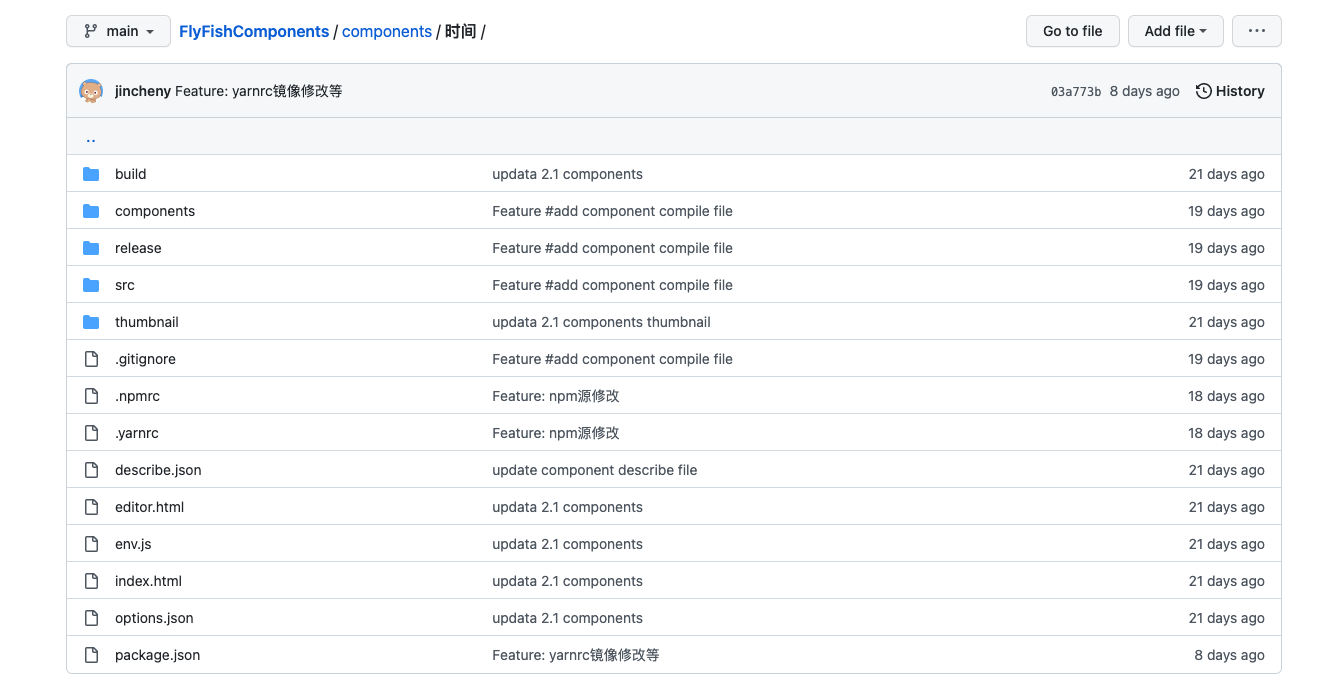 main FlyFishComponents / components / 时间 / Go to file Add file ···
jincheny Feature: yarnrc镜像修改等 03a773b 8 days ago History
..
build updata 2.1 components 21 days ago
components Feature #add component compile file 19 days ago
release Feature #add component compile file 19 days ago
src Feature #add component compile file 19 days ago
thumbnail updata 2.1 components thumbnail 21 days ago
.gitignore Feature #add component compile file 19 days ago
.npmrc Feature: npm源修改 18 days ago
.yarnrc Feature: npm源修改 18 days ago
describe.json update component describe file 21 days ago
editor.html updata 2.1 components 21 days ago
env.js updata 2.1 components 21 days ago
index.html updata 2.1 components 21 days ago
options.json updata 2.1 components 21 days ago
package.json Feature: yarnrc镜像修改等 8 days ago